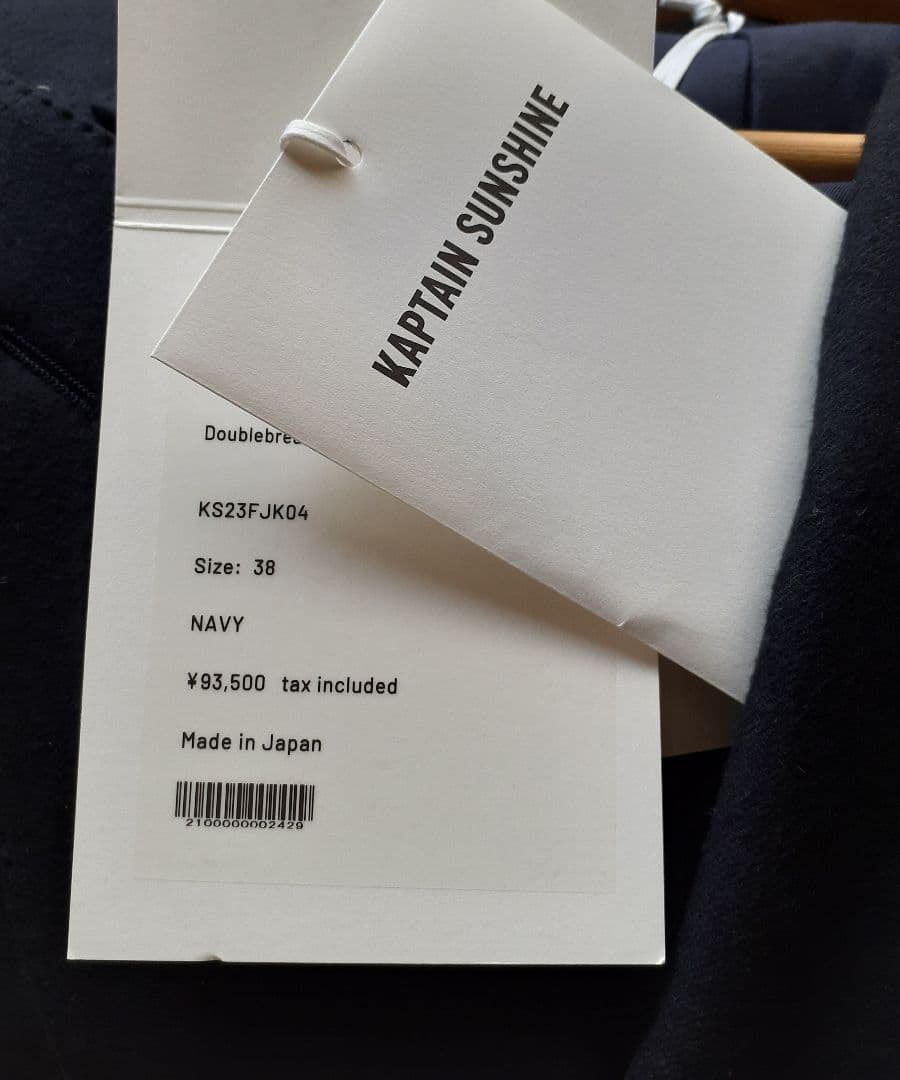 KAPTAIN SUNSHINE
KS23FJK04
Size: 38
NAVY
¥93,500 tax included
Made in Japan
2100000002429